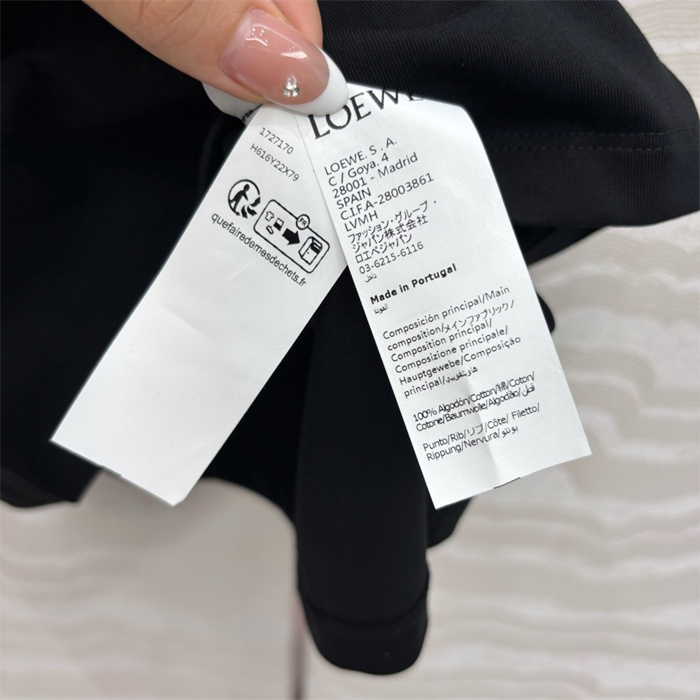 1727170
H616Y22X79
FR
quefairedemesdechets.fr
LOEWE
LOEWE. S . A.
C / Goya. 4
28001 - Madrid
SPAIN
C.I.F.A-28003861
LVMH
ファッション・グループ・
ジャパン株式会社
ロエベジャパン
03-6215-6116
Made in Portugal
Composición principal/Main
composition/メインファブリック/
Composition principal/
Composizione principale/
Hauptgewebe/Composição
principal/
100% Algodón/Cotton/綿/Coton/
Cotone/Baumwolle/Algodão/قطن
Punto/Rib/リブ/Côte/ Filetto/
Rippung/Nervura/